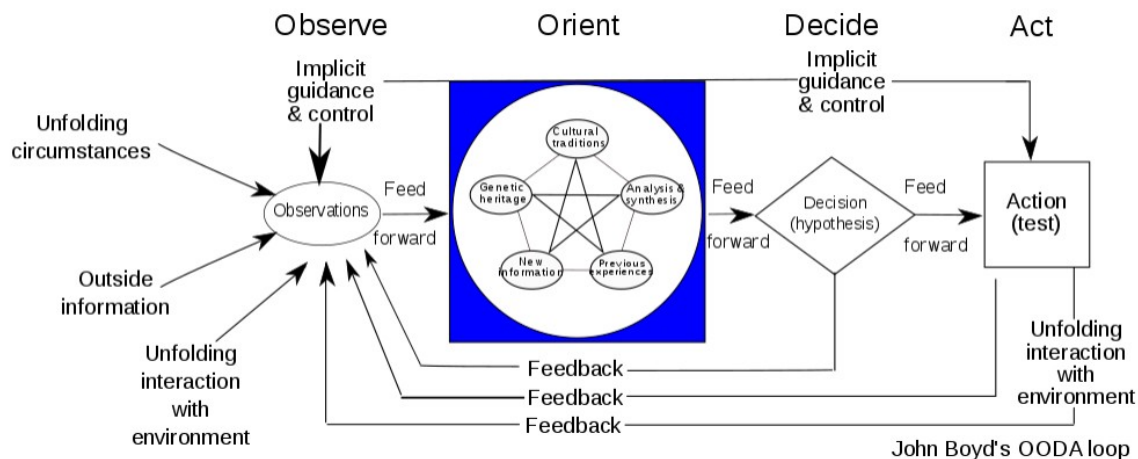 Observe
Orient
Decide
Act
Implicit
guidance
& control
Implicit
guidance
& control
Unfolding
circumstances
Observations
Outside
information
Unfolding
interaction
with
environment
Feed
forward
Cultural
traditions
Genetic
heritage
Analysis &
synthesis
New
information
Previous
experiences
Feed
forward
Decision
(hypothesis)
Feed
forward
Action
(test)
Unfolding
interaction
with
environment
Feedback
Feedback
Feedback
John Boyd's OODA loop